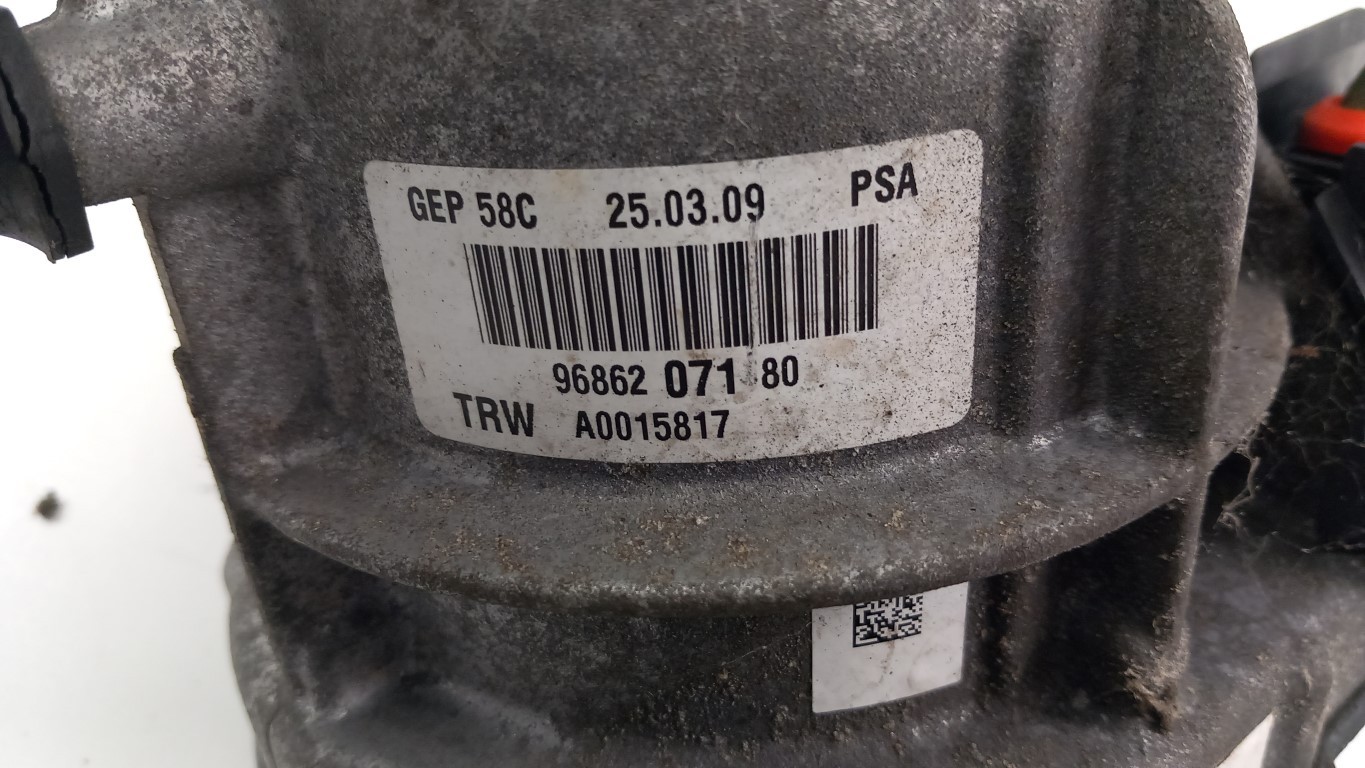 GEP 58C 25.03.09 PSA
96862 071 80
TRW A0015817